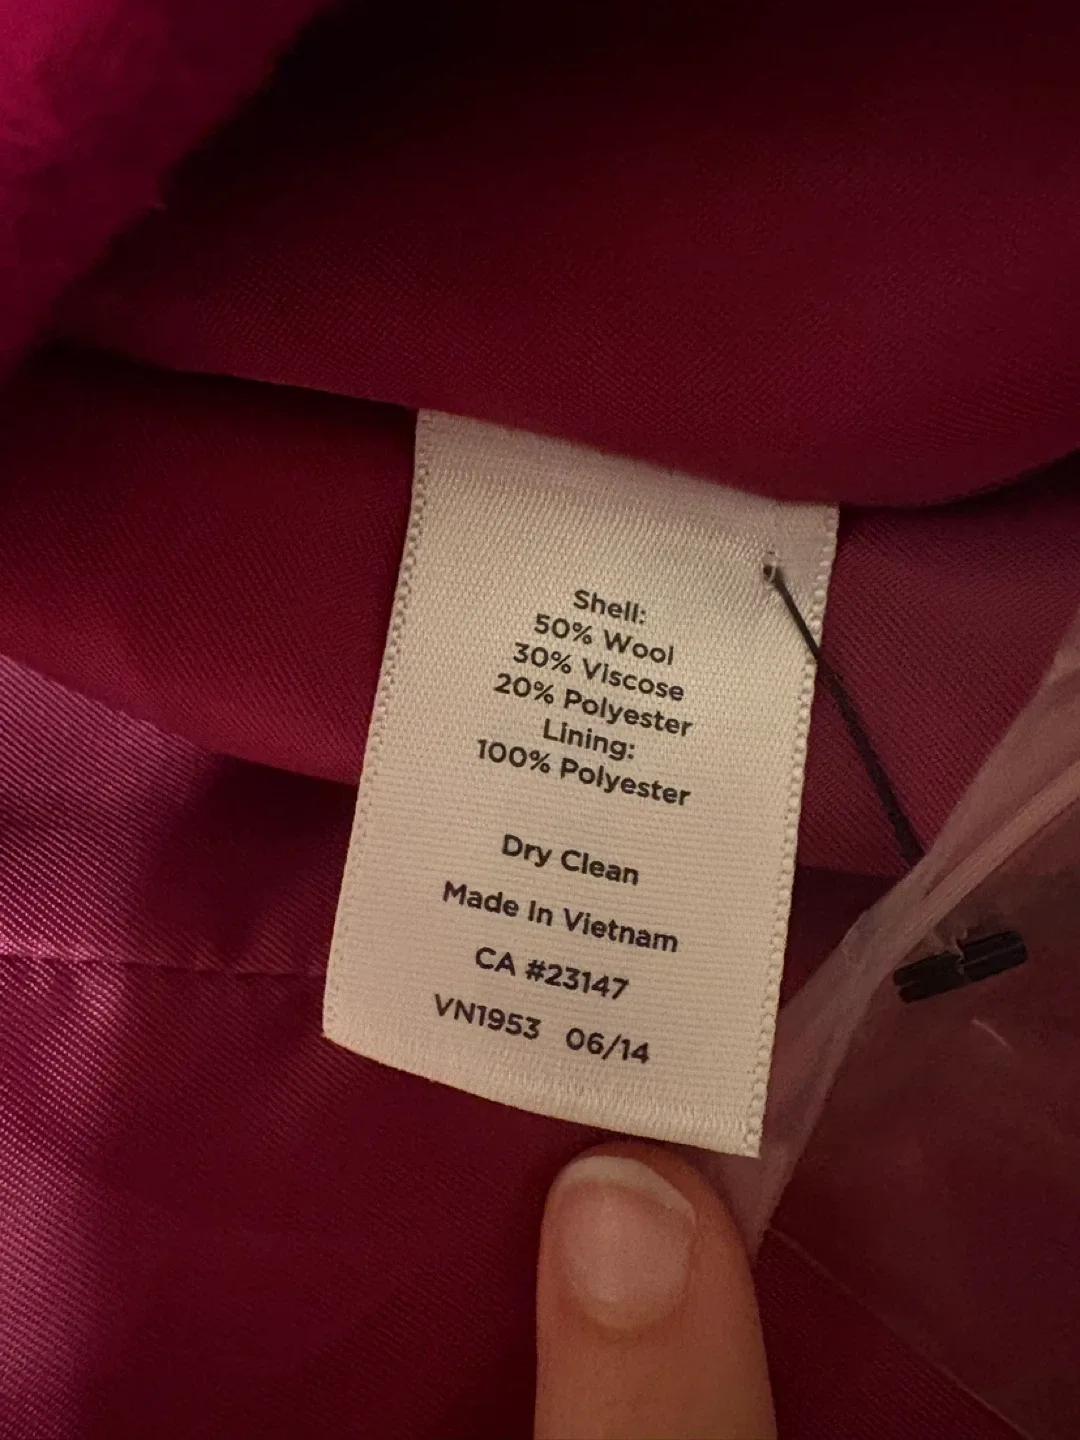 Shell:
50% Wool
30% Viscose
20% Polyester
Lining:
100% Polyester
Dry Clean
Made In Vietnam
CA #23147
VN1953 06/14